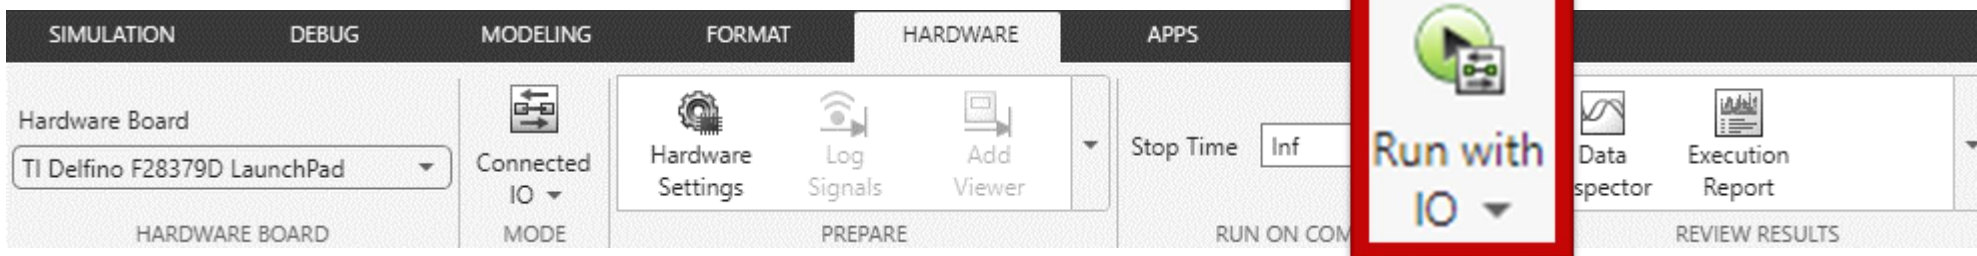 SIMULATION DEBUG MODELING FORMAT HARDWARE APPS
Hardware Board
TI Delfino F28379D LaunchPad
HARDWARE BOARD
Connected
IO
MODE
Hardware
Settings
Log
Signals
Add
Viewer
PREPARE
Stop Time Inf
RUN ON COM
Run with
IO
Data
spector
Execution
Report
REVIEW RESULTS